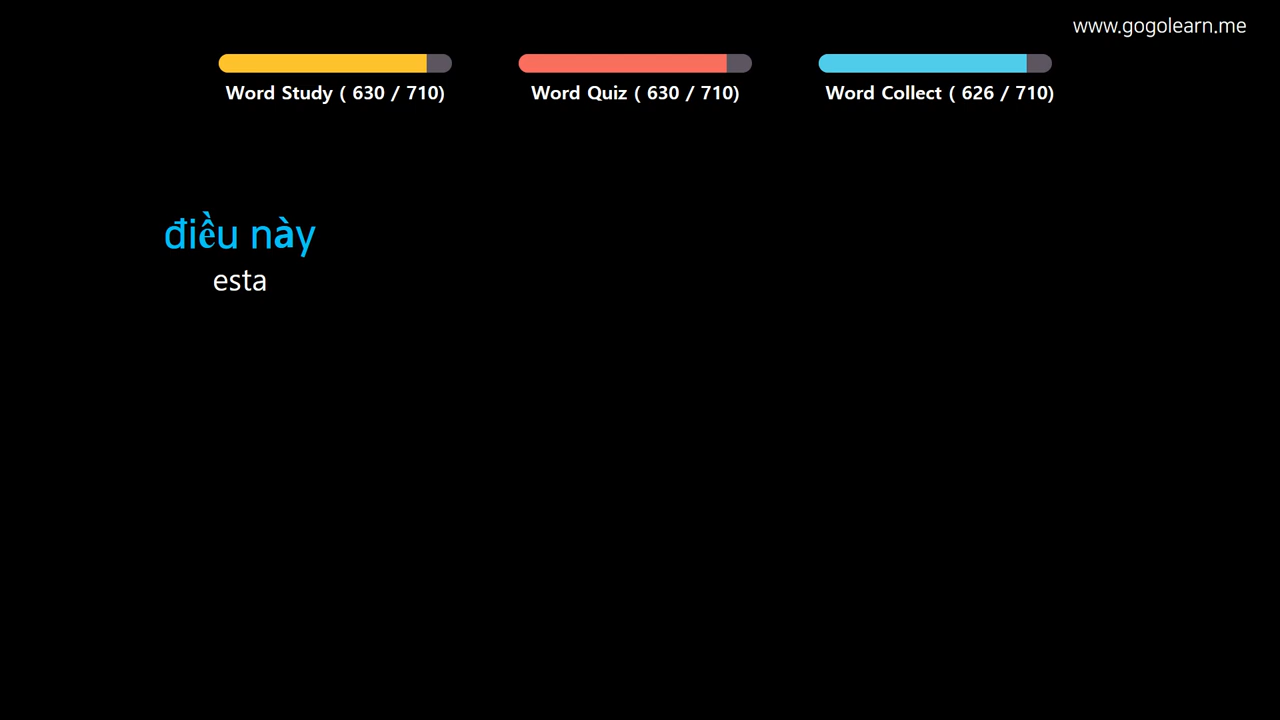 www.gogolearn.me
Word Study ( 630 / 710)
Word Quiz ( 630 / 710)
Word Collect ( 626 / 710)
điều này
esta